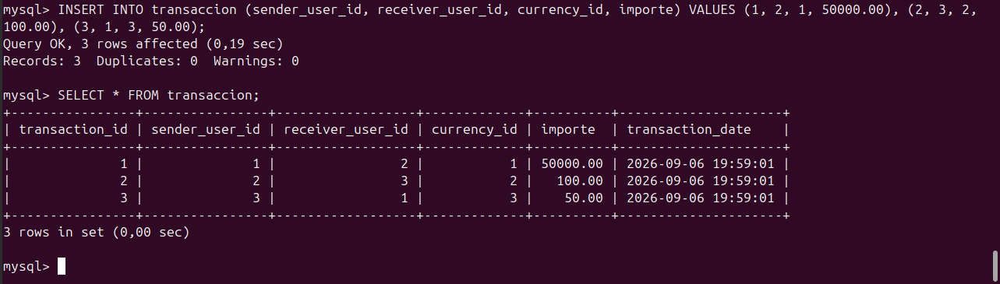 mysql> INSERT INTO transaccion (sender_user_id, receiver_user_id, currency_id, importe) VALUES (1, 2, 1, 50000.00), (2, 3, 2,
100.00), (3, 1, 3, 50.00);
Query OK, 3 rows affected (0,19 sec)
Records: 3  Duplicates: 0  Warnings: 0

mysql> SELECT * FROM transaccion;
+----------------+----------------+------------------+-------------+----------+---------------------+
| transaction_id | sender_user_id | receiver_user_id | currency_id | importe  | transaction_date    |
+----------------+----------------+------------------+-------------+----------+---------------------+
|              1 |              1 |                2 |           1 | 50000.00 | 2026-09-06 19:59:01 |
|              2 |              2 |                3 |           2 |   100.00 | 2026-09-06 19:59:01 |
|              3 |              3 |                1 |           3 |    50.00 | 2026-09-06 19:59:01 |
+----------------+----------------+------------------+-------------+----------+---------------------+
3 rows in set (0,00 sec)

mysql>